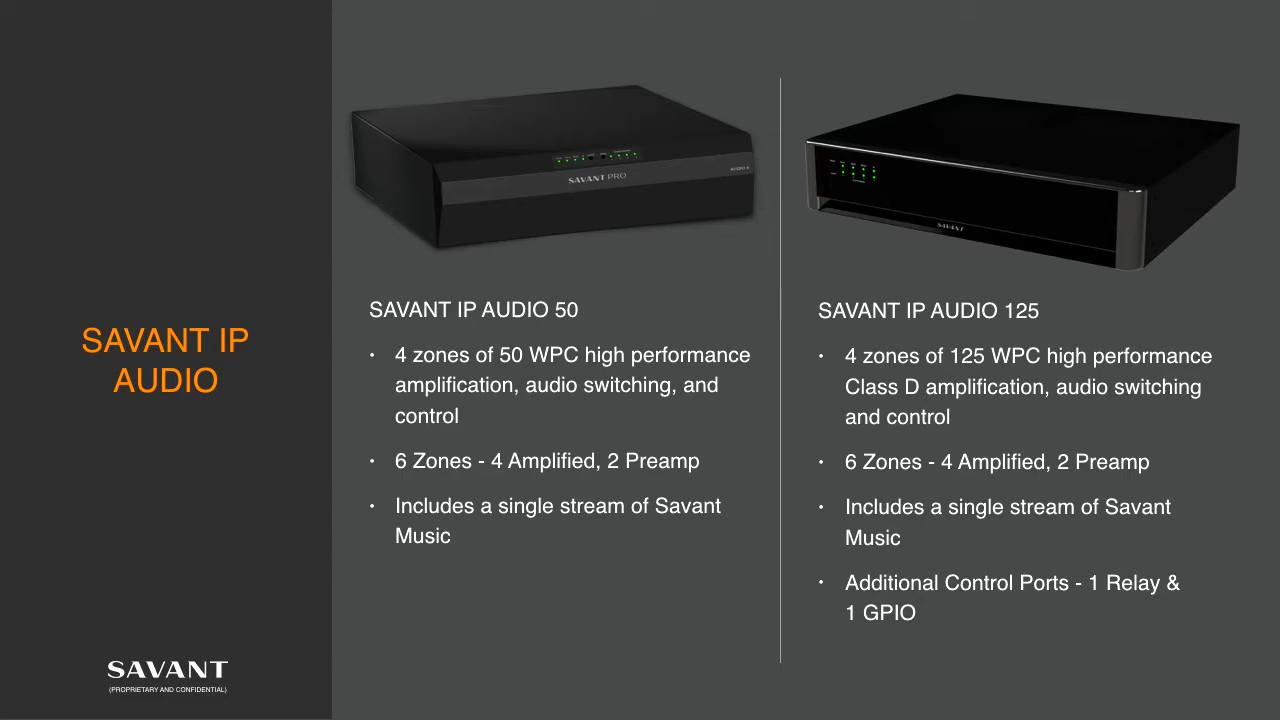 SAVANT IP
AUDIO
SAVANT
(PROPRIETARY AND CONFIDENTIAL)
SAVANT PRO
AUDIO 4
SAVANT IP AUDIO 50
• 4 zones of 50 WPC high performance
amplification, audio switching, and
control
• 6 Zones - 4 Amplified, 2 Preamp
• Includes a single stream of Savant
Music
SAVANT
SAVANT IP AUDIO 125
• 4 zones of 125 WPC high performance
Class D amplification, audio switching
and control
• 6 Zones - 4 Amplified, 2 Preamp
• Includes a single stream of Savant
Music
• Additional Control Ports - 1 Relay &
1 GPIO